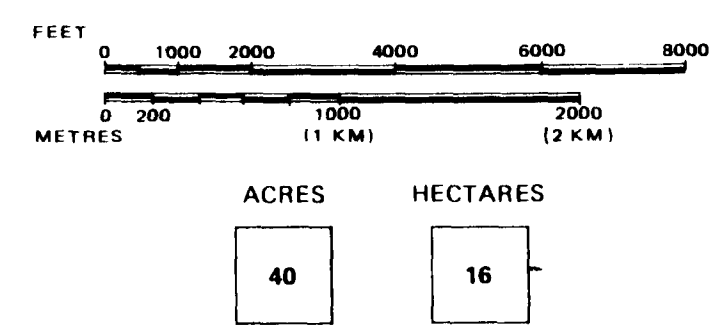 FEET
0 1000 2000 4000 6000 8000
0 200 1000 2000
METRES (1 KM) (2 KM)
ACRES HECTARES
40 16